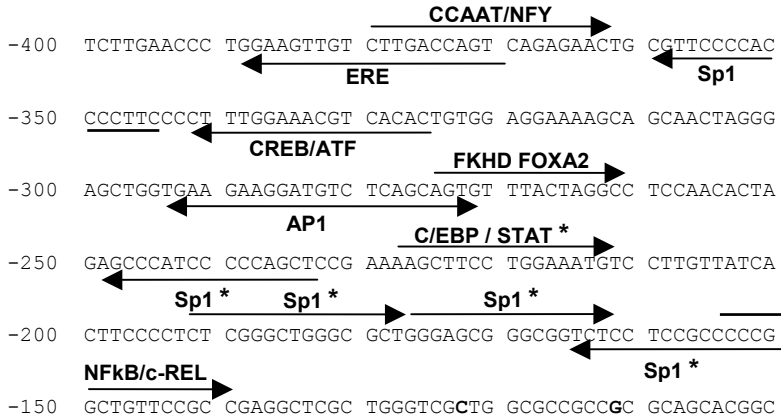 CCAAT/NFY
-400 TCTTGAACCC TGGAAGTTGT CTTGACCAGT CAGAGAACTG CGTTCCCCAC
ERE Sp1
-350 CCCTTCCCCT TTGGAAACGT CACACTGTGG AGGAAAAGCA GCAACTAGGG
CREB/ATF FKHD FOXA2
-300 AGCTGGTGAA GAAGGATGTC TCAGCAGTGT TTACTAGGCC TCCAACACTA
AP1 C/EBP / STAT *
-250 GAGCCCATCC CCCAGCTCCG AAAAGCTTCC TGGAAATGTC CTTGTTATCA
Sp1 * Sp1 * Sp1 *
-200 CTTCCCCTCT CGGGCTGGGC GCTGGGAGCG GGCGGTCTCC TCCGCCCCCG
NFkB/c-REL Sp1 *
-150 GCTGTTCCGC CGAGGCTCGC TGGGTCGCTG GCGCCGCCGC GCAGCACGGC